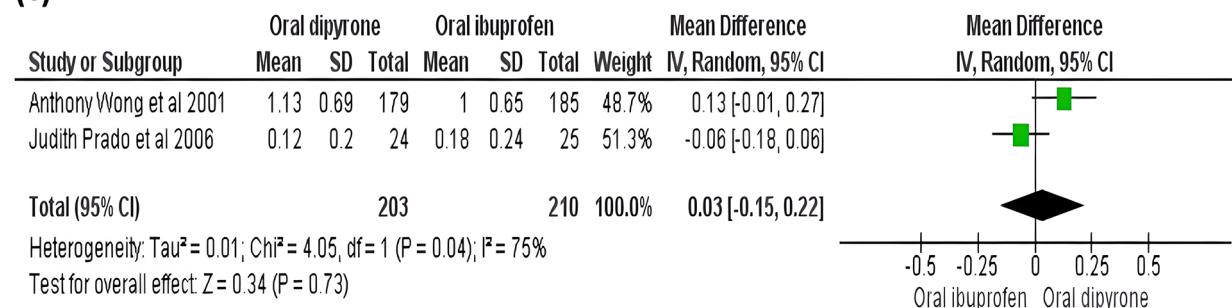 Oral dipyrone Oral ibuprofen Mean Difference Mean Difference
Study or Subgroup Mean SD Total Mean SD Total Weight IV, Random, 95% CI IV, Random, 95% CI
Anthony Wong et al 2001 1.13 0.69 179 1 0.65 185 48.7% 0.13 [-0.01, 0.27]
Judith Prado et al 2006 0.12 0.2 24 0.18 0.24 25 51.3% -0.06 [-0.18, 0.06]
Total (95% CI) 203 210 100.0% 0.03 [-0.15, 0.22]
Heterogeneity: Tau² = 0.01; Chi² = 4.05, df = 1 (P = 0.04); I² = 75%
Test for overall effect: Z = 0.34 (P = 0.73)
-0.5 -0.25 0 0.25 0.5
Oral ibuprofen Oral dipyrone